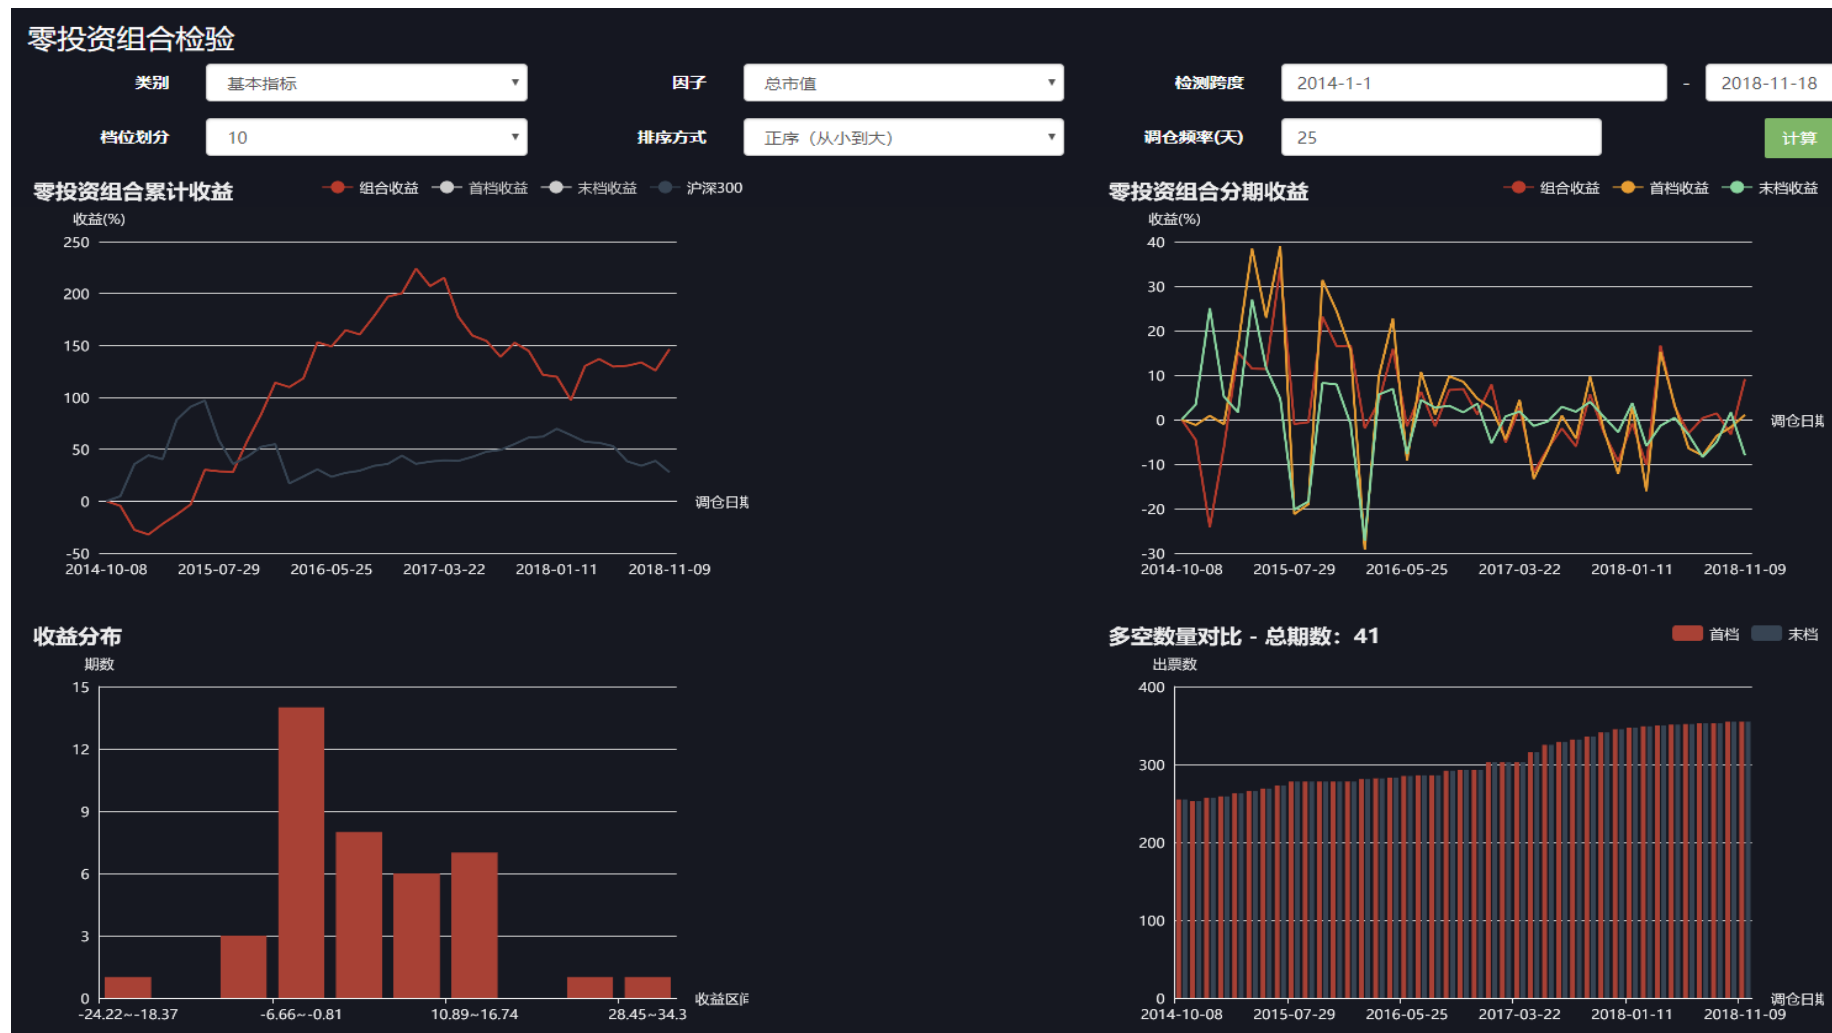 零投资组合检验
类别 基本指标 因子 总市值 检测跨度 2014-1-1 - 2018-11-18
档位划分 10 排序方式 正序（从小到大） 调仓频率(天) 25 计算
零投资组合累计收益 组合收益 首档收益 末档收益 沪深300
收益(%)
250
200
150
100
50
0
-50
调仓日期
2014-10-08 2015-07-29 2016-05-25 2017-03-22 2018-01-11 2018-11-09
零投资组合分期收益 组合收益 首档收益 末档收益
收益(%)
40
30
20
10
0
-10
-20
-30
调仓日期
2014-10-08 2015-07-29 2016-05-25 2017-03-22 2018-01-11 2018-11-09
收益分布
期数
15
12
9
6
3
0
收益区间
-24.22~-18.37 -6.66~-0.81 10.89~16.74 28.45~34.3
多空数量对比 - 总期数：41 首档 末档
出票数
400
300
200
100
0
调仓日期
2014-10-08 2015-07-29 2016-05-25 2017-03-22 2018-01-11 2018-11-09